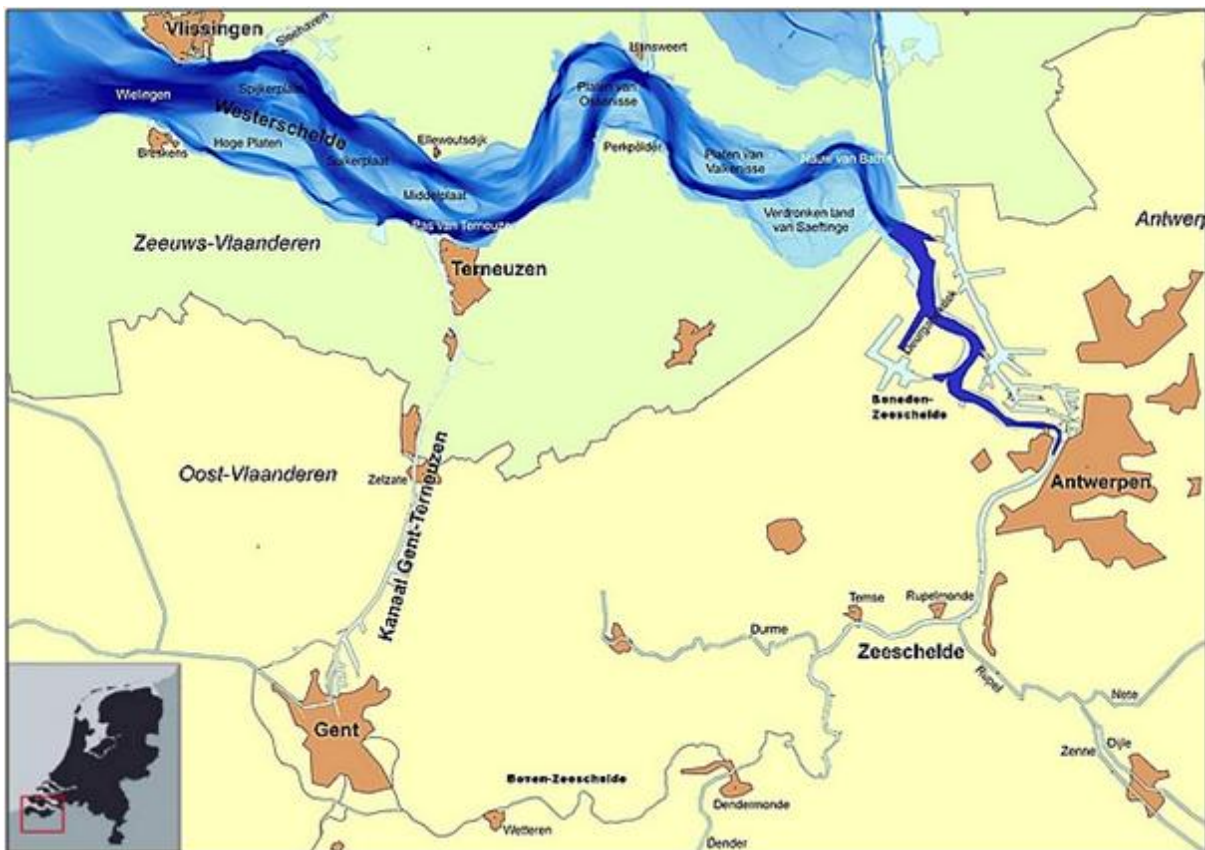 Vlissingen
Sloehaven
Hansweert
Wielingen
Spijkerplaat
Platen van
Ossenisse
Westerschelde
Breskens
Hoge Platen
Ellewoutsdijk
Perkpolder
Platen van
Valkenisse
Nauw van Bath
Middelplaat
Pas van Terneuze
Verdronken land
van Saeftinge
Zeeuws-Vlaanderen
Antwerp
Terneuzen
Beneden-
Zeeschelde
Oost-Vlaanderen
Zelzate
Kanaal Gent-Terneuzen
Antwerpen
Temse
Rupelmonde
Durme
Zeeschelde
Rupel
Nete
Gent
Zenne
Dijle
Boven-Zeeschelde
Dendermonde
Wetteren
Dender